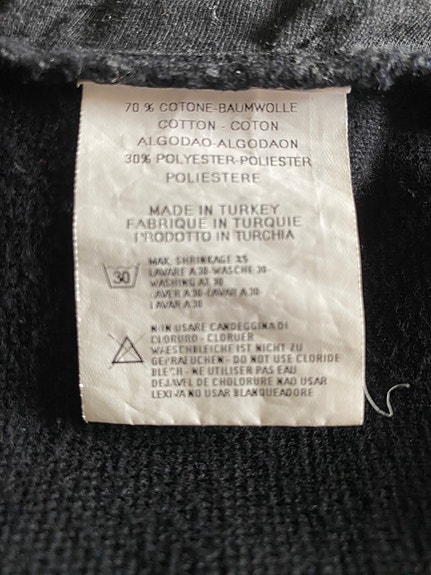 70 % COTONE-BAUMWOLLE
COTTON - COTON
ALGODAO-ALGODAON
30% POLYESTER-POLIESTER
POLIESTERE
MADE IN TURKEY
FABRIQUE IN TURQUIE
PRODOTTO IN TURCHIA
MAX. SHRINKAGE
30
LAVARE A 30-WASCHE 30-
WASHING AT 30-
LAVER A 30-LAVAR A 30-
LAVAR A 30
NON USARE CANDEGGINA DI
CLORURO - CLORUER
WAESCHBLEICHE IST NICHT ZU
GEBRAUCHEN - DO NOT USE CLORIDE
BLECH - NE UTILISER PAS EAU
DEJAVEL DE CHOLORURE NAO USAR
LEXIVA NO USAR BLANQUEADORE